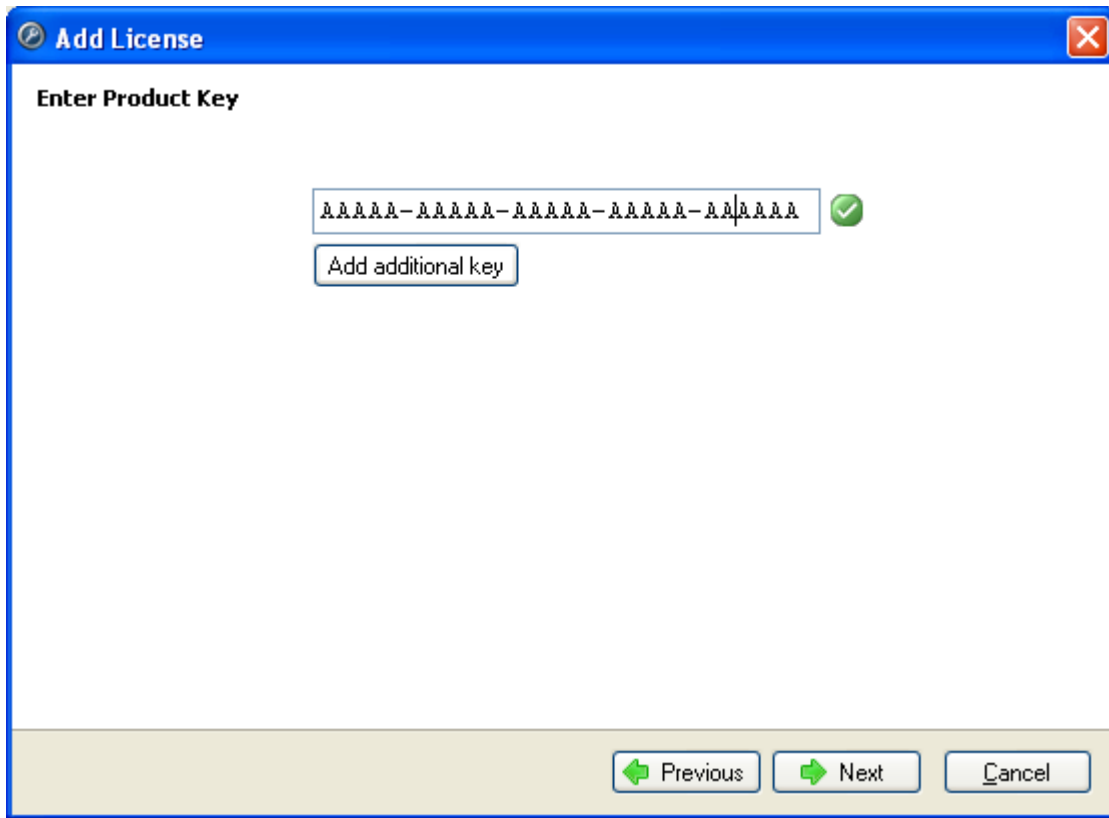 Add License
Enter Product Key
AAAAA-AAAAA-AAAAA-AAAAA-AAAAAA
Add additional key
Previous
Next
Cancel